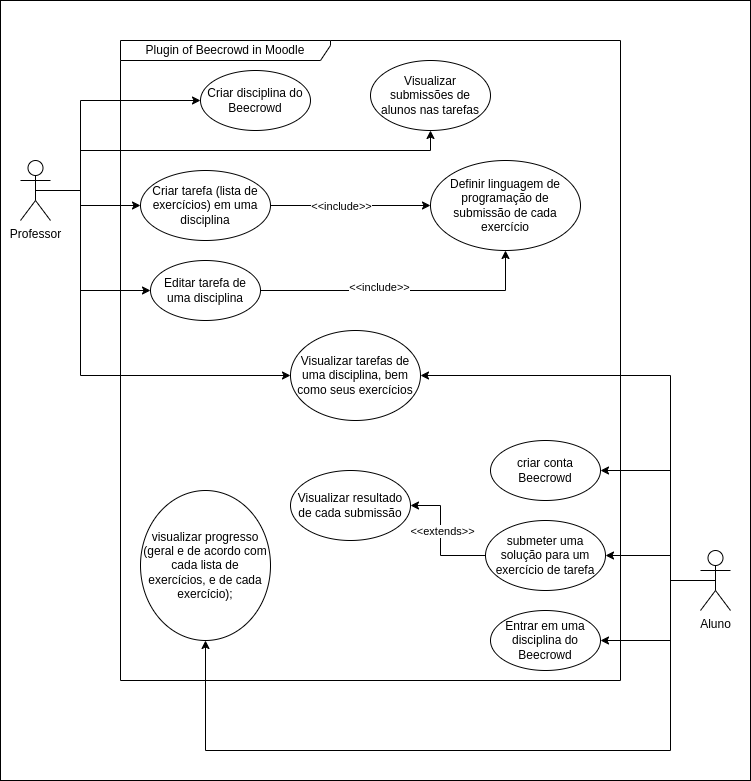 Plugin of Beecrowd in Moodle
Criar disciplina do
Beecrowd
Visualizar
submissões de
alunos nas tarefas
Professor
Criar tarefa (lista de
exercícios) em uma
disciplina
<<include>>
Definir linguagem de
programação de
submissão de cada
exercício
Editar tarefa de
uma disciplina
<<include>>
Visualizar tarefas de
uma disciplina, bem
como seus exercícios
criar conta
Beecrowd
Visualizar resultado
de cada submissão
<<extends>>
submeter uma
solução para um
exercício de tarefa
visualizar progresso
(geral e de acordo com
cada lista de
exercícios, e de cada
exercício);
Entrar em uma
disciplina do
Beecrowd
Aluno